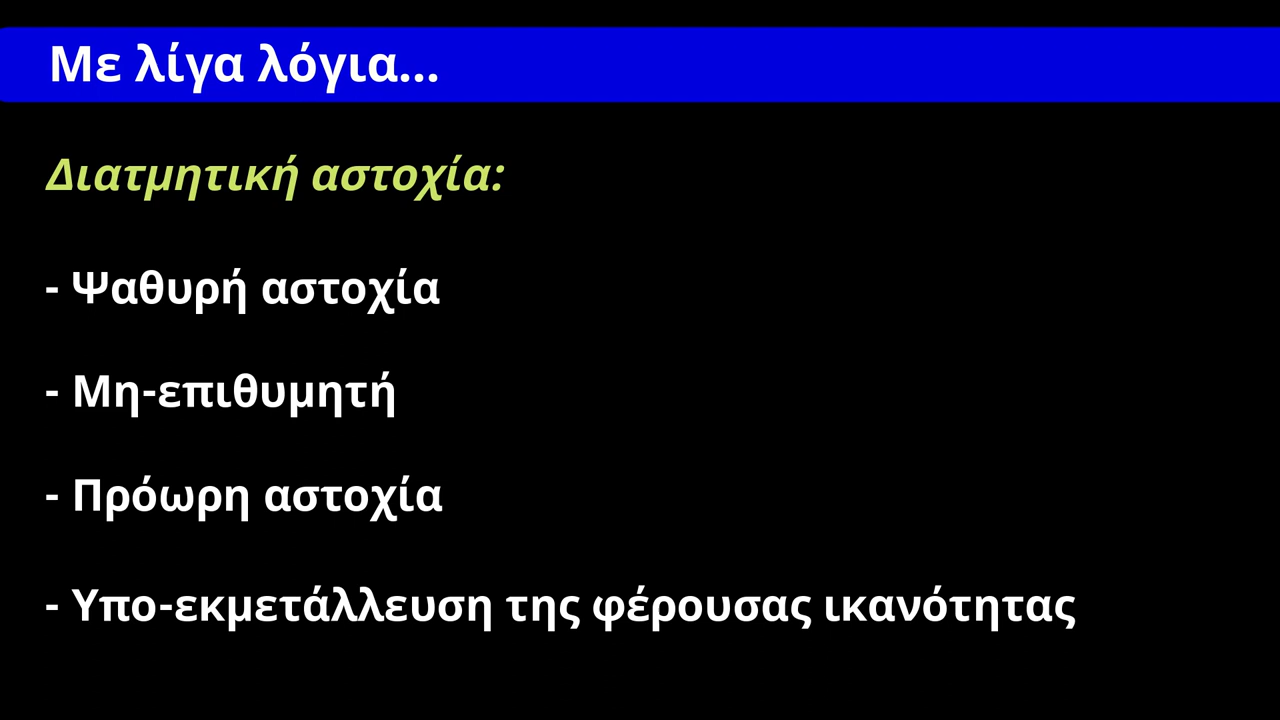 Με λίγα λόγια...
Διατμητική αστοχία:
- Ψαθυρή αστοχία
- Μη-επιθυμητή
- Πρόωρη αστοχία
- Υπο-εκμετάλλευση της φέρουσας ικανότητας